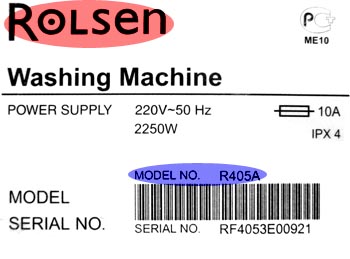 ROLSEN
ME10
Washing Machine
POWER SUPPLY 220V~50 Hz 10A
2250W IPX 4
MODEL NO. R405A
MODEL
SERIAL NO. SERIAL NO. RF4053E00921